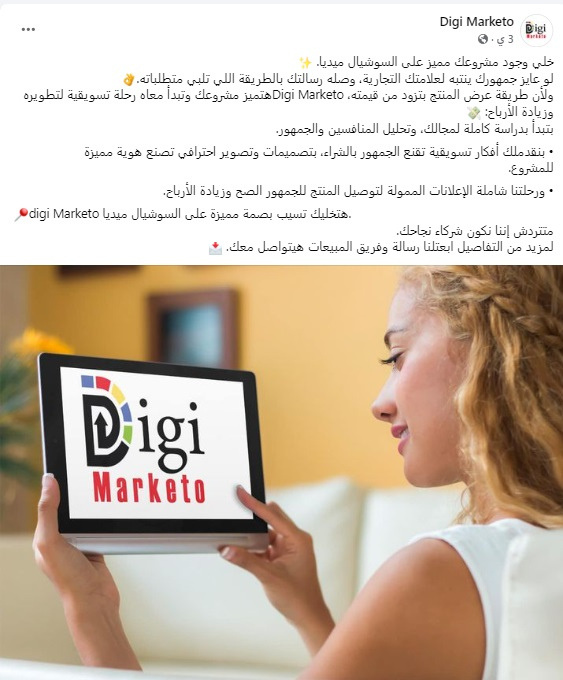 Digi Marketo
3 ي
Digi
Marketo
خلي وجود مشروعك مميز على السوشيال ميديا. ✨
لو عايز جمهورك ينتبه لعلامتك التجارية، وصله رسالتك بالطريقة اللي تلبي متطلباته.👌
ولأن طريقة عرض المنتج بتزود من قيمته، Digi Marketoهتميز مشروعك وتبدأ معاه رحلة تسويقية لتطويره
وزيادة الأرباح: 💸
بتبدأ بدراسة كاملة لمجالك، وتحليل المنافسين والجمهور.
• بنقدملك أفكار تسويقية تقنع الجمهور بالشراء، بتصميمات وتصوير احترافي تصنع هوية مميزة
للمشروع.
• ورحلتنا شاملة الإعلانات الممولة لتوصيل المنتج للجمهور الصح وزيادة الأرباح.
📍digi Marketo هتخليك تسيب بصمة مميزة على السوشيال ميديا.
متتردش إننا نكون شركاء نجاحك.
لمزيد من التفاصيل ابعتلنا رسالة وفريق المبيعات هيتواصل معك. 📩
Digi
Marketo